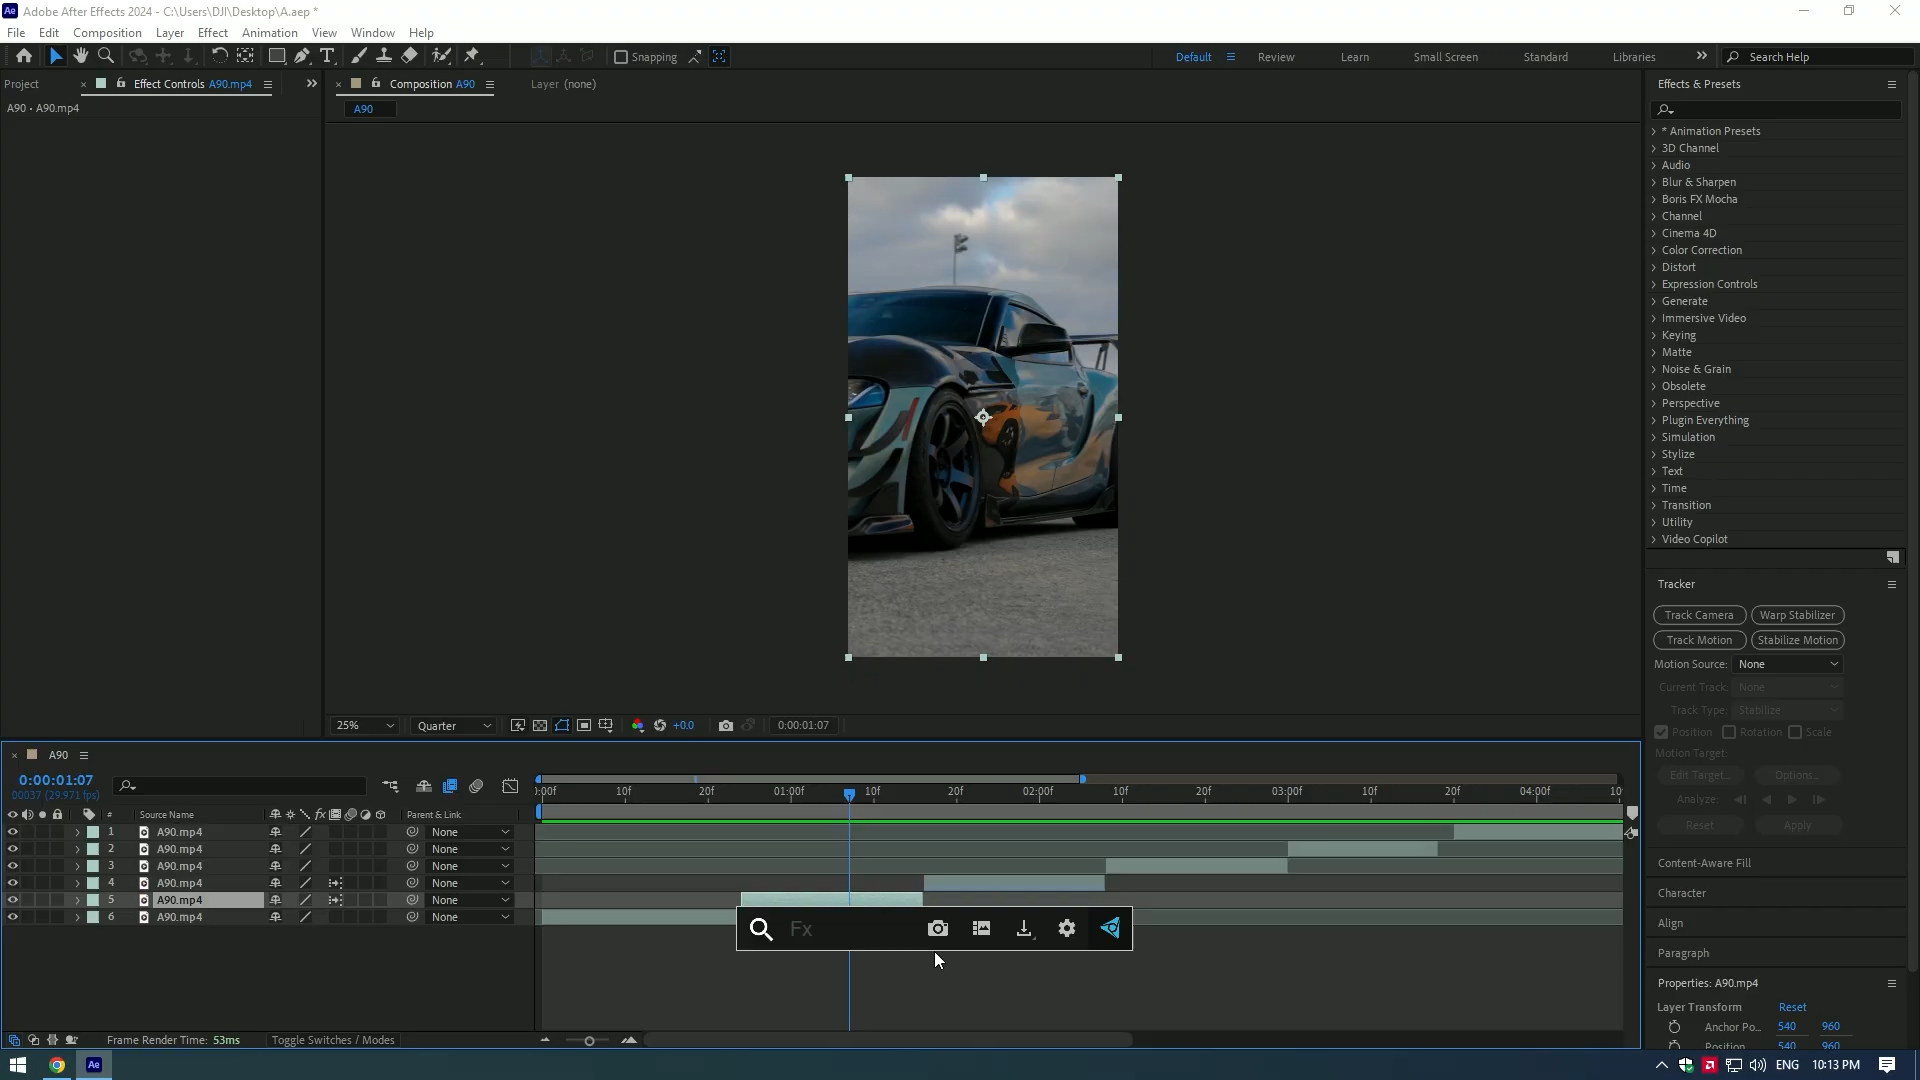 Ae Adobe After Effects 2024 - C:\Users\DJI\Desktop\A.aep *
File Edit Composition Layer Effect Animation View Window Help
Snapping Default Review Learn Small Screen Standard Libraries Search Help
Project Effect Controls A90.mp4 Composition A90 Layer (none) Effects & Presets
A90 • A90.mp4
A90
* Animation Presets
3D Channel
Audio
Blur & Sharpen
Boris FX Mocha
Channel
Cinema 4D
Color Correction
Distort
Expression Controls
Generate
Immersive Video
Keying
Matte
Noise & Grain
Obsolete
Perspective
Plugin Everything
Simulation
Stylize
Text
Time
Transition
Utility
Video Copilot
Tracker
Track Camera Warp Stabilizer
Track Motion Stabilize Motion
Motion Source: None
Current Track: None
Track Type: Stabilize
Position Rotation Scale
Motion Target:
Edit Target... Options...
Analyze:
Reset Apply
Content-Aware Fill
Character
Align
Paragraph
Properties: A90.mp4
Layer Transform Reset
Anchor Po... 540 960
Position 540 960
25% Quarter +0.0 0:00:01:07
A90
0:00:01:07
00037 (29.971 fps)
):00f 10f 20f 01:00f 10f 20f 02:00f 10f 20f 03:00f 10f 20f 04:00f 10
# Source Name fx Parent & Link
1 A90.mp4 None
2 A90.mp4 None
3 A90.mp4 None
4 A90.mp4 None
5 A90.mp4 None
6 A90.mp4 None
Fx
Frame Render Time: 53ms Toggle Switches / Modes
Ae ENG 10:13 PM